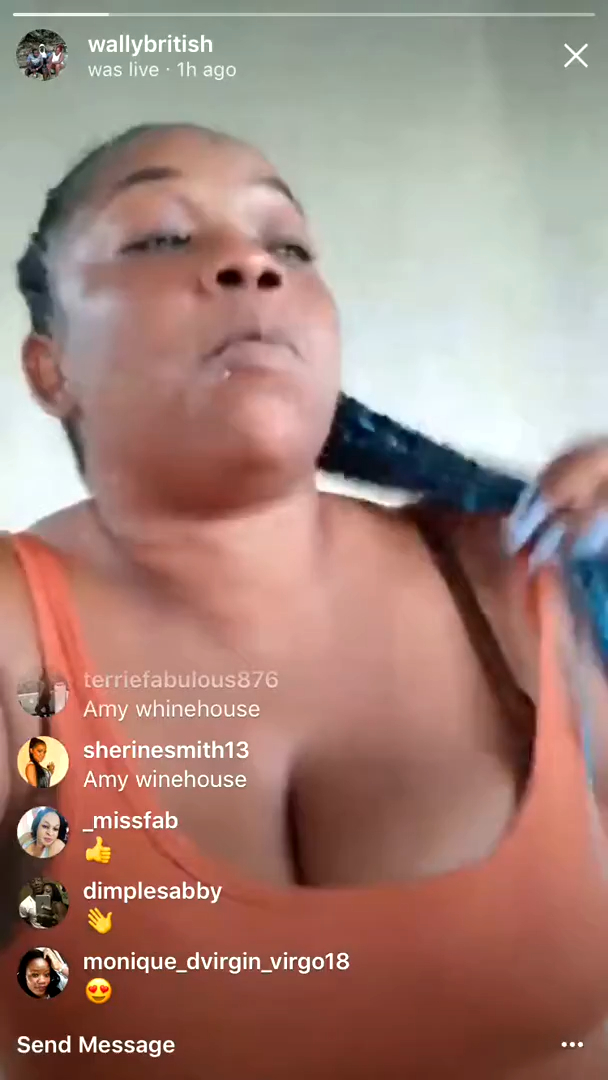 wallybritish
was live · 1h ago
terriefabulous876
Amy whinehouse
sherinesmith13
Amy winehouse
_missfab
👍
dimplesabby
👋
monique_dvirgin_virgo18
😍
Send Message